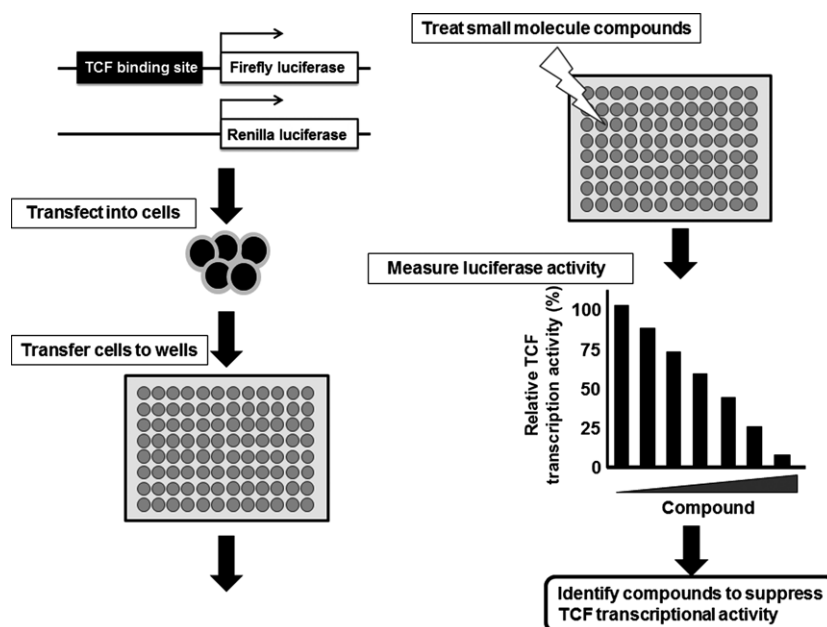 TCF binding site
Firefly luciferase
Renilla luciferase
Transfect into cells
Transfer cells to wells
Treat small molecule compounds
Measure luciferase activity
Relative TCF
transcription activity (%)
100
75
50
25
0
Compound
Identify compounds to suppress
TCF transcriptional activity